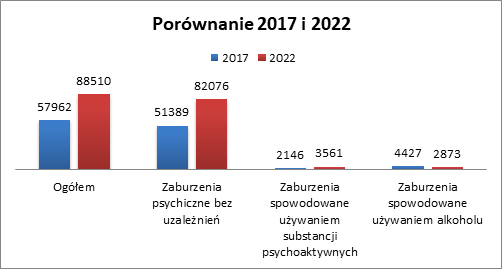 Porównanie 2017 i 2022
2017 2022
57962
88510
51389
82076
2146
3561
4427
2873
Ogółem
Zaburzenia
psychiczne bez
uzależnień
Zaburzenia
spowodowane
używaniem
substancji
psychoaktywnych
Zaburzenia
spowodowane
używaniem alkoholu